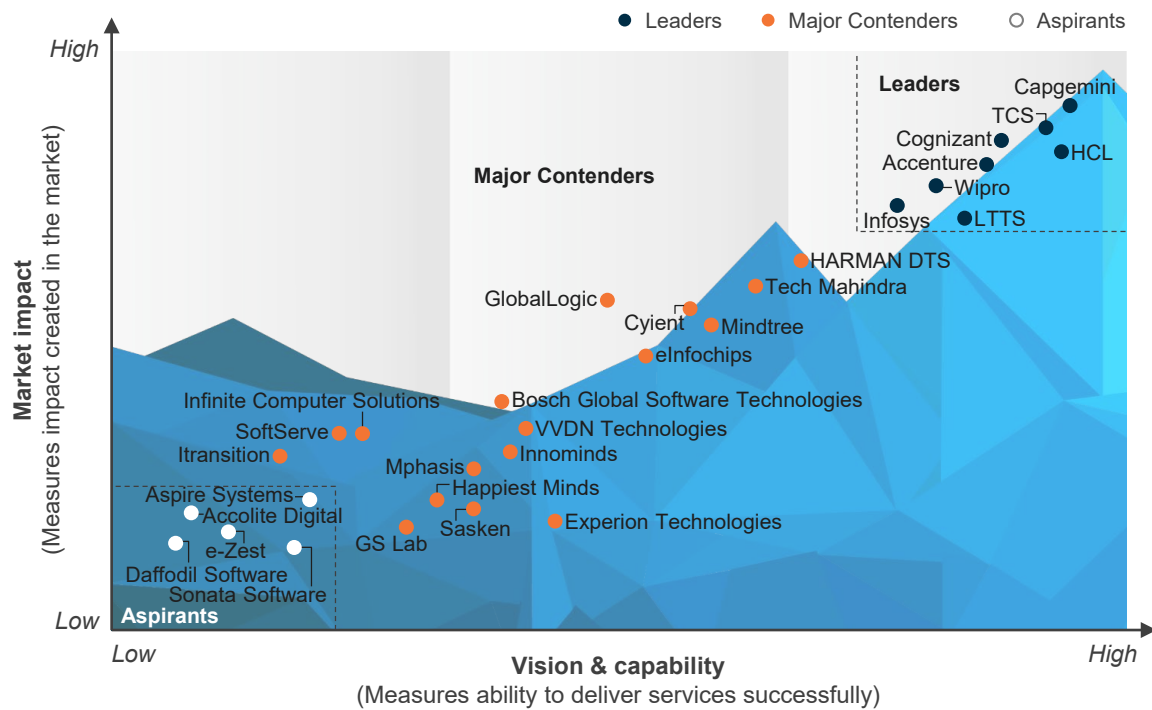 Leaders
Major Contenders
Aspirants
High
Leaders
Capgemini
TCS
Cognizant
HCL
Accenture
Major Contenders
Wipro
Infosys
LTTS
HARMAN DTS
Tech Mahindra
GlobalLogic
Cyient
Mindtree
eInfochips
Infinite Computer Solutions
Bosch Global Software Technologies
SoftServe
VVDN Technologies
Itransition
Innominds
Mphasis
Happiest Minds
Aspire Systems
Accolite Digital
Sasken
Experion Technologies
GS Lab
e-Zest
Daffodil Software
Sonata Software
Aspirants
Market impact
(Measures impact created in the market)
Low
Low
High
Vision & capability
(Measures ability to deliver services successfully)